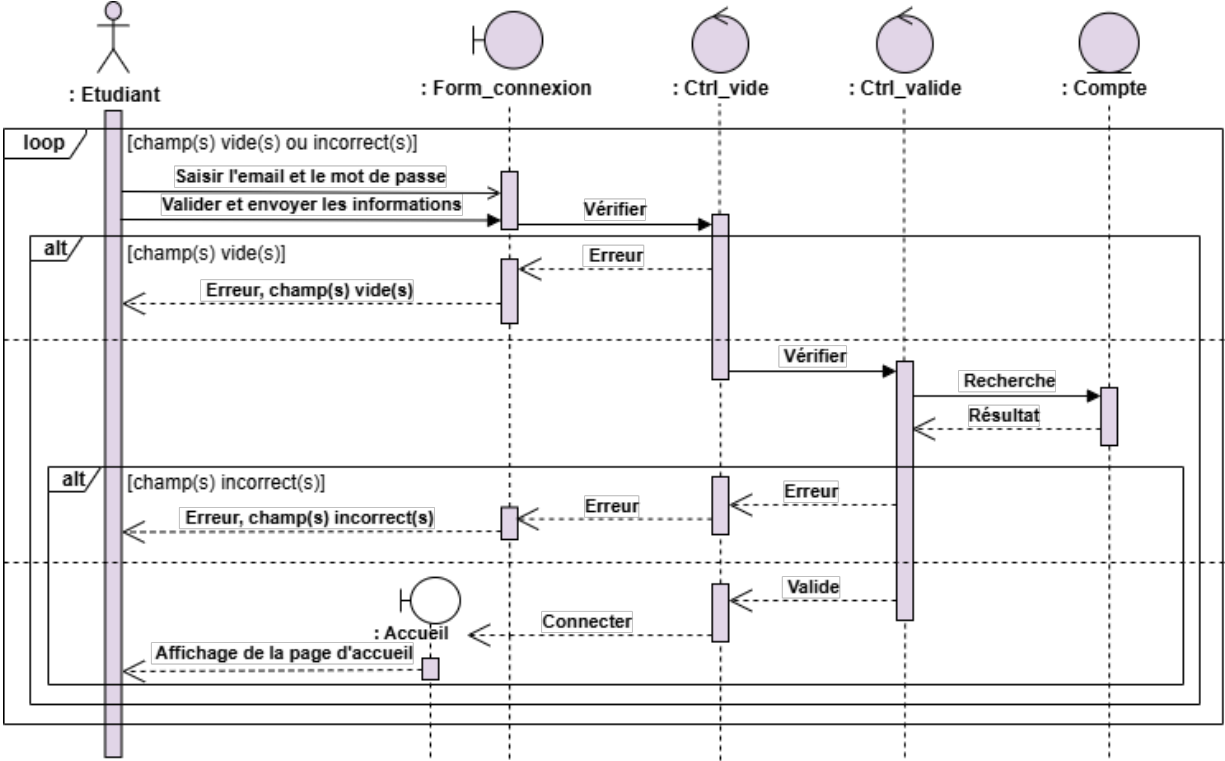 : Etudiant
: Form_connexion
: Ctrl_vide
: Ctrl_valide
: Compte
loop
[champ(s) vide(s) ou incorrect(s)]
Saisir l'email et le mot de passe
Valider et envoyer les informations
Vérifier
alt
[champ(s) vide(s)]
Erreur
Erreur, champ(s) vide(s)
Vérifier
Recherche
Résultat
alt
[champ(s) incorrect(s)]
Erreur
Erreur
Erreur, champ(s) incorrect(s)
Valide
Connecter
: Accueil
Affichage de la page d'accueil